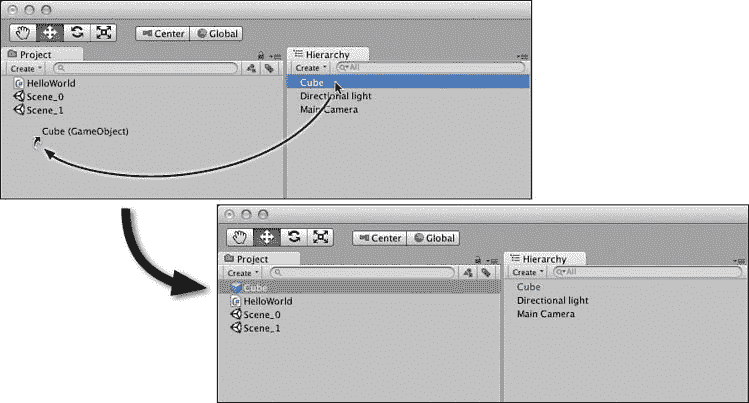 Center Global
Project
Create
HelloWorld
Scene_0
Scene_1
Cube (GameObject)
Hierarchy
Create All
Cube
Directional light
Main Camera
Center Global
Project
Create
Cube
HelloWorld
Scene_0
Scene_1
Hierarchy
Create All
Cube
Directional light
Main Camera